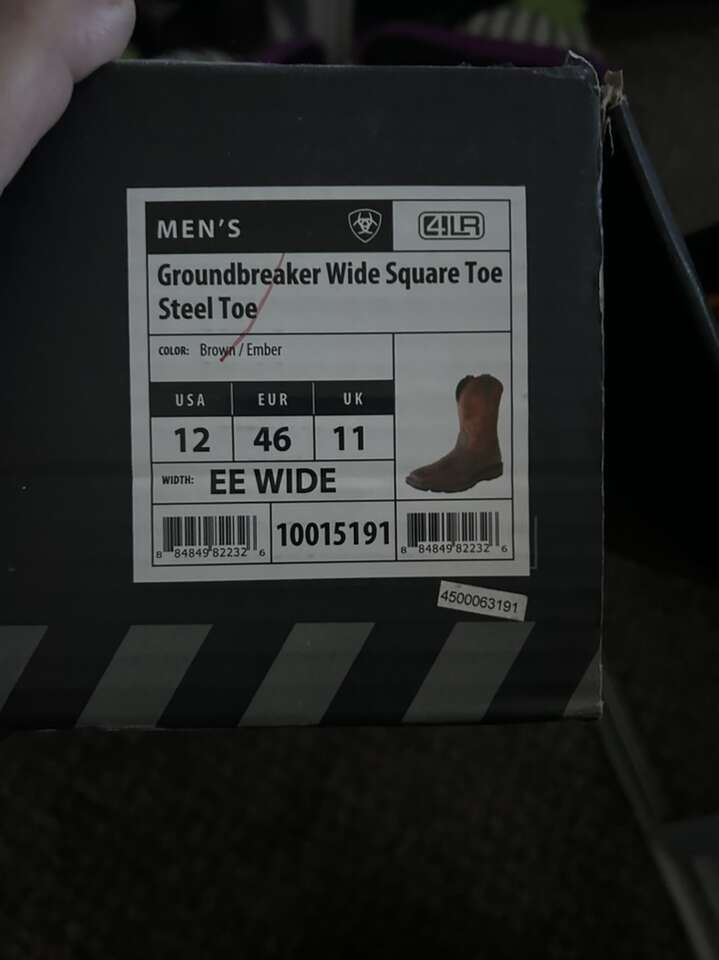 MEN'S
4LR
Groundbreaker Wide Square Toe
Steel Toe
COLOR: Brown / Ember
USA EUR UK
12 46 11
WIDTH: EE WIDE
8 84849 82232 6
10015191
8 84849 82232 6
4500063191